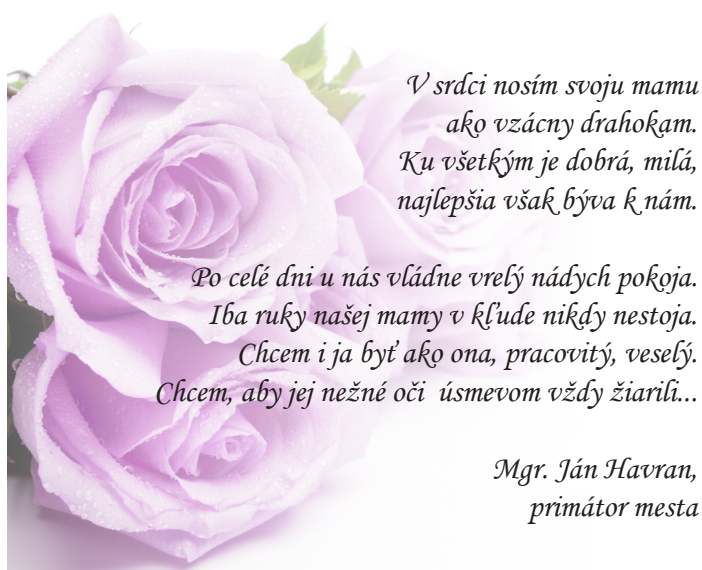 V srdci nosím svoju mamu
ako vzácny drahokam.
Ku všetkým je dobrá, milá,
najlepšia však býva k nám.
Po celé dni u nás vládne vrelý nádych pokoja.
Iba ruky našej mamy v kľude nikdy nestoja.
Chcem i ja byť ako ona, pracovitý, veselý.
Chcem, aby jej nežné oči úsmevom vždy žiarili...
Mgr. Ján Havran,
primátor mesta